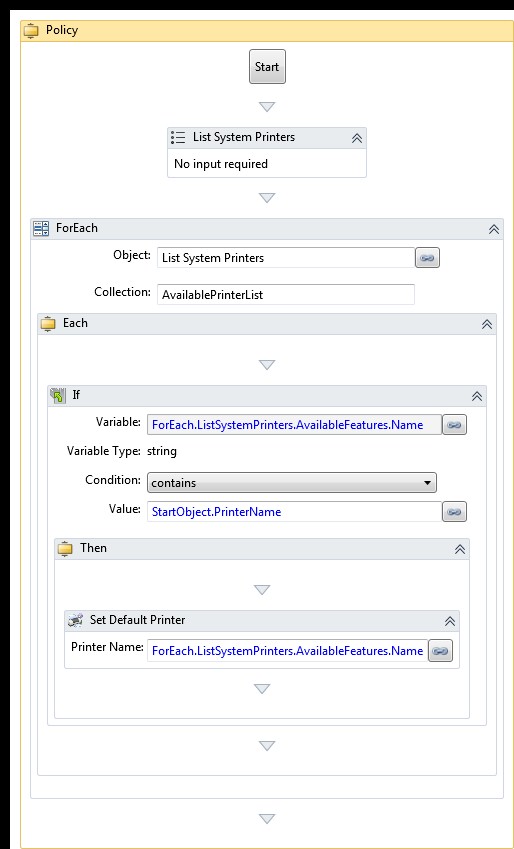 Policy
Start
List System Printers
No input required
ForEach
Object: List System Printers
Collection: AvailablePrinterList
Each
If
Variable: ForEach.ListSystemPrinters.AvailableFeatures.Name
Variable Type: string
Condition: contains
Value: StartObject.PrinterName
Then
Set Default Printer
Printer Name: ForEach.ListSystemPrinters.AvailableFeatures.Name